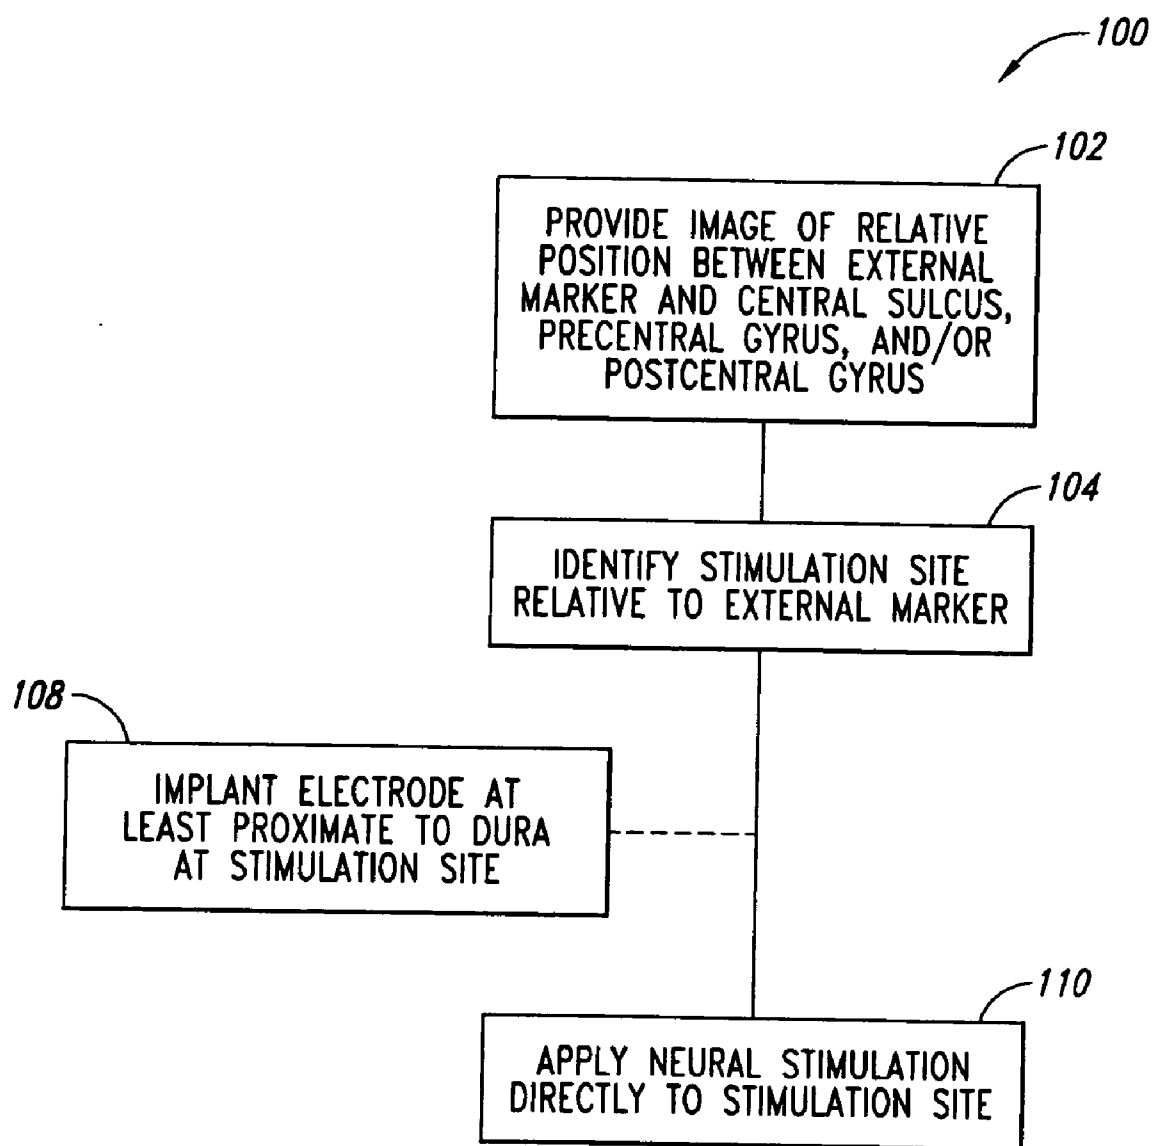 100
102
PROVIDE IMAGE OF RELATIVE
POSITION BETWEEN EXTERNAL
MARKER AND CENTRAL SULCUS,
PRECENTRAL GYRUS, AND/OR
POSTCENTRAL GYRUS
104
IDENTIFY STIMULATION SITE
RELATIVE TO EXTERNAL MARKER
108
IMPLANT ELECTRODE AT
LEAST PROXIMATE TO DURA
AT STIMULATION SITE
110
APPLY NEURAL STIMULATION
DIRECTLY TO STIMULATION SITE